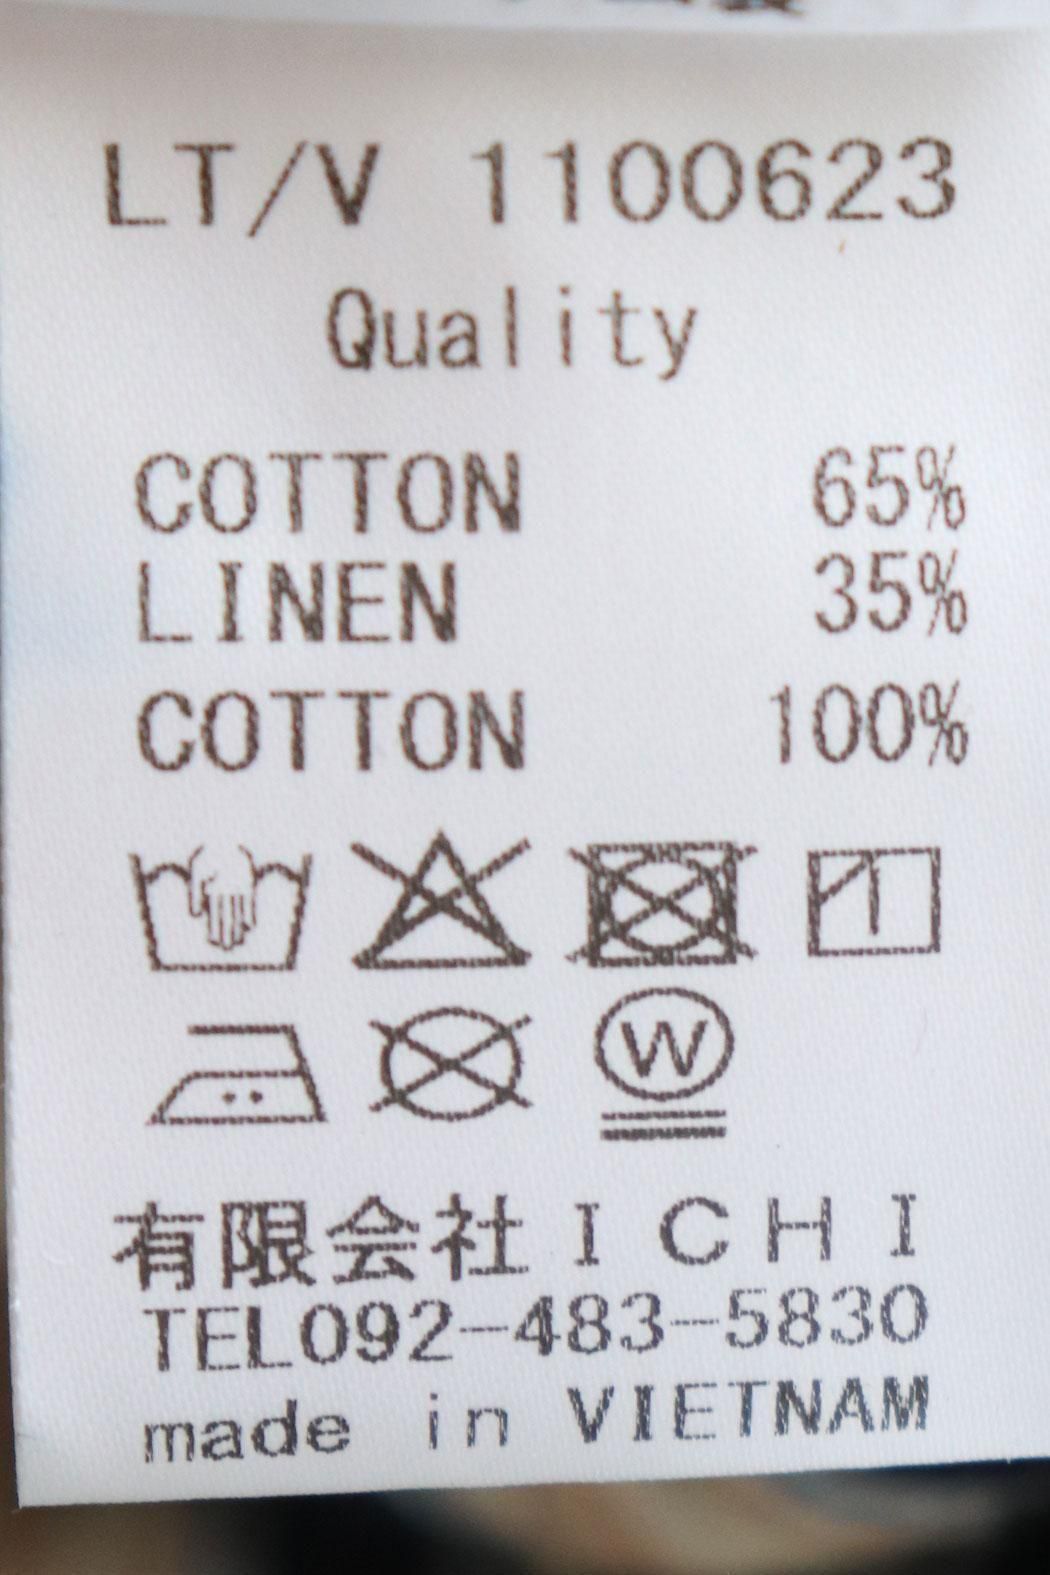 LT/V 1100623
Quality
COTTON 65%
LINEN 35%
COTTON 100%
W
有限会社ICHI
TEL092-483-5830
made in VIETNAM